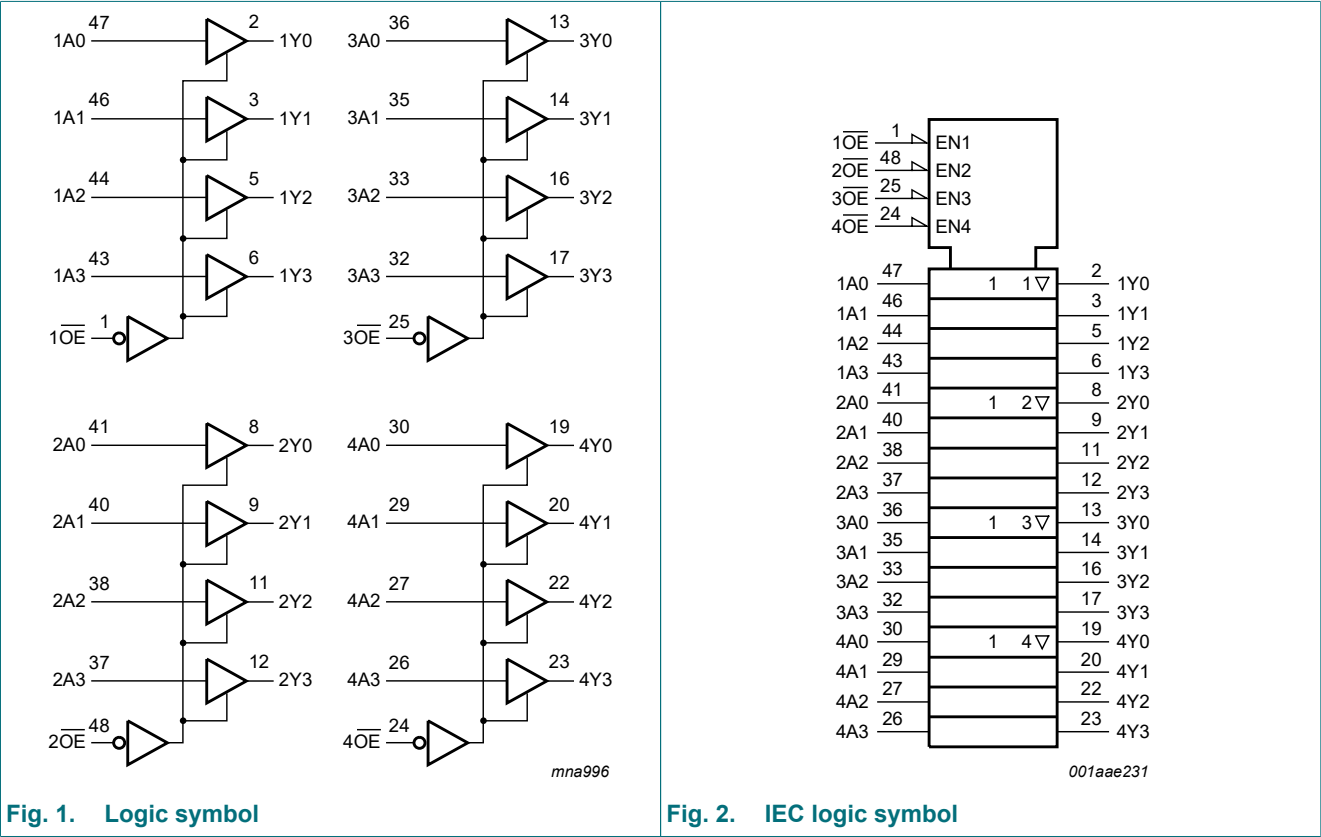 47 2 36 13
1A0 1Y0 3A0 3Y0
46 3 35 14
1A1 1Y1 3A1 3Y1
44 5 33 16
1A2 1Y2 3A2 3Y2
43 6 32 17
1A3 1Y3 3A3 3Y3
1 25
1O̅E̅ 3O̅E̅
41 8 30 19
2A0 2Y0 4A0 4Y0
40 9 29 20
2A1 2Y1 4A1 4Y1
38 11 27 22
2A2 2Y2 4A2 4Y2
37 12 26 23
2A3 2Y3 4A3 4Y3
48 24
2O̅E̅ 4O̅E̅
mna996
Fig. 1. Logic symbol
1O̅E̅ 1 EN1
2O̅E̅ 48 EN2
3O̅E̅ 25 EN3
4O̅E̅ 24 EN4
1A0 47 1 1▽ 2 1Y0
1A1 46 3 1Y1
1A2 44 5 1Y2
1A3 43 6 1Y3
2A0 41 1 2▽ 8 2Y0
2A1 40 9 2Y1
2A2 38 11 2Y2
2A3 37 12 2Y3
3A0 36 1 3▽ 13 3Y0
3A1 35 14 3Y1
3A2 33 16 3Y2
3A3 32 17 3Y3
4A0 30 1 4▽ 19 4Y0
4A1 29 20 4Y1
4A2 27 22 4Y2
4A3 26 23 4Y3
001aae231
Fig. 2. IEC logic symbol